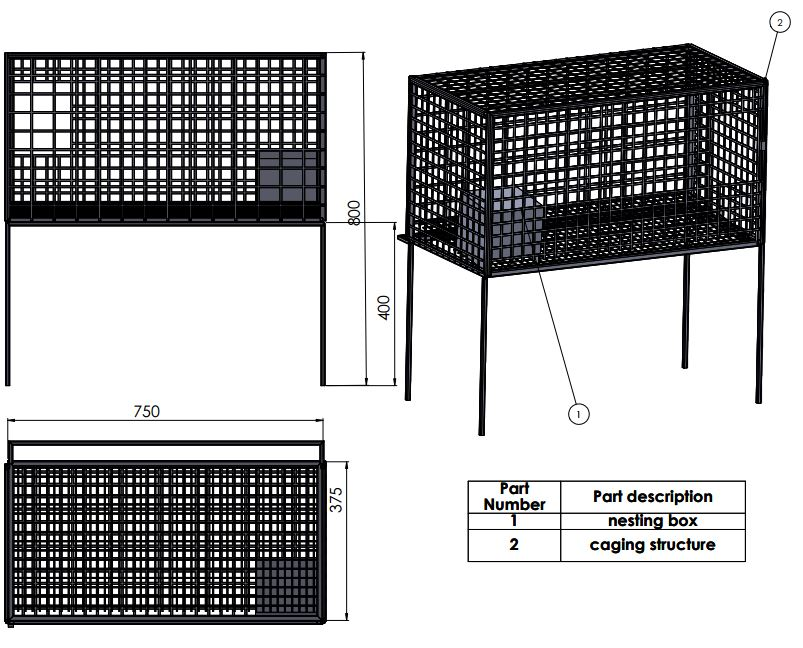 2
800
400
1
750
375
Part Number
Part description
1
nesting box
2
caging structure